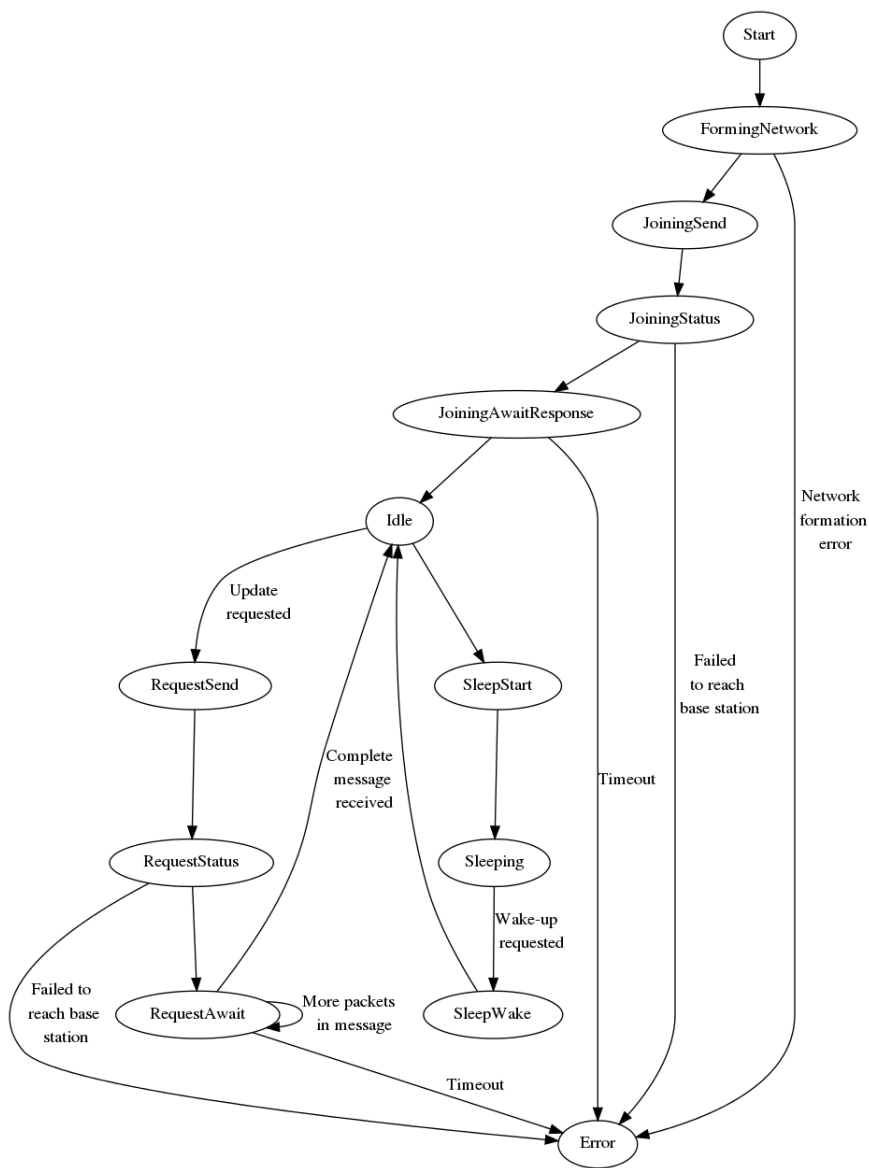 Start
FormingNetwork
JoiningSend
JoiningStatus
JoiningAwaitResponse
Network
formation
error
Idle
Update
requested
Failed
to reach
base station
RequestSend
SleepStart
Complete
message
received
Timeout
RequestStatus
Sleeping
Wake-up
requested
Failed to
reach base
station
RequestAwait
More packets
in message
SleepWake
Timeout
Error